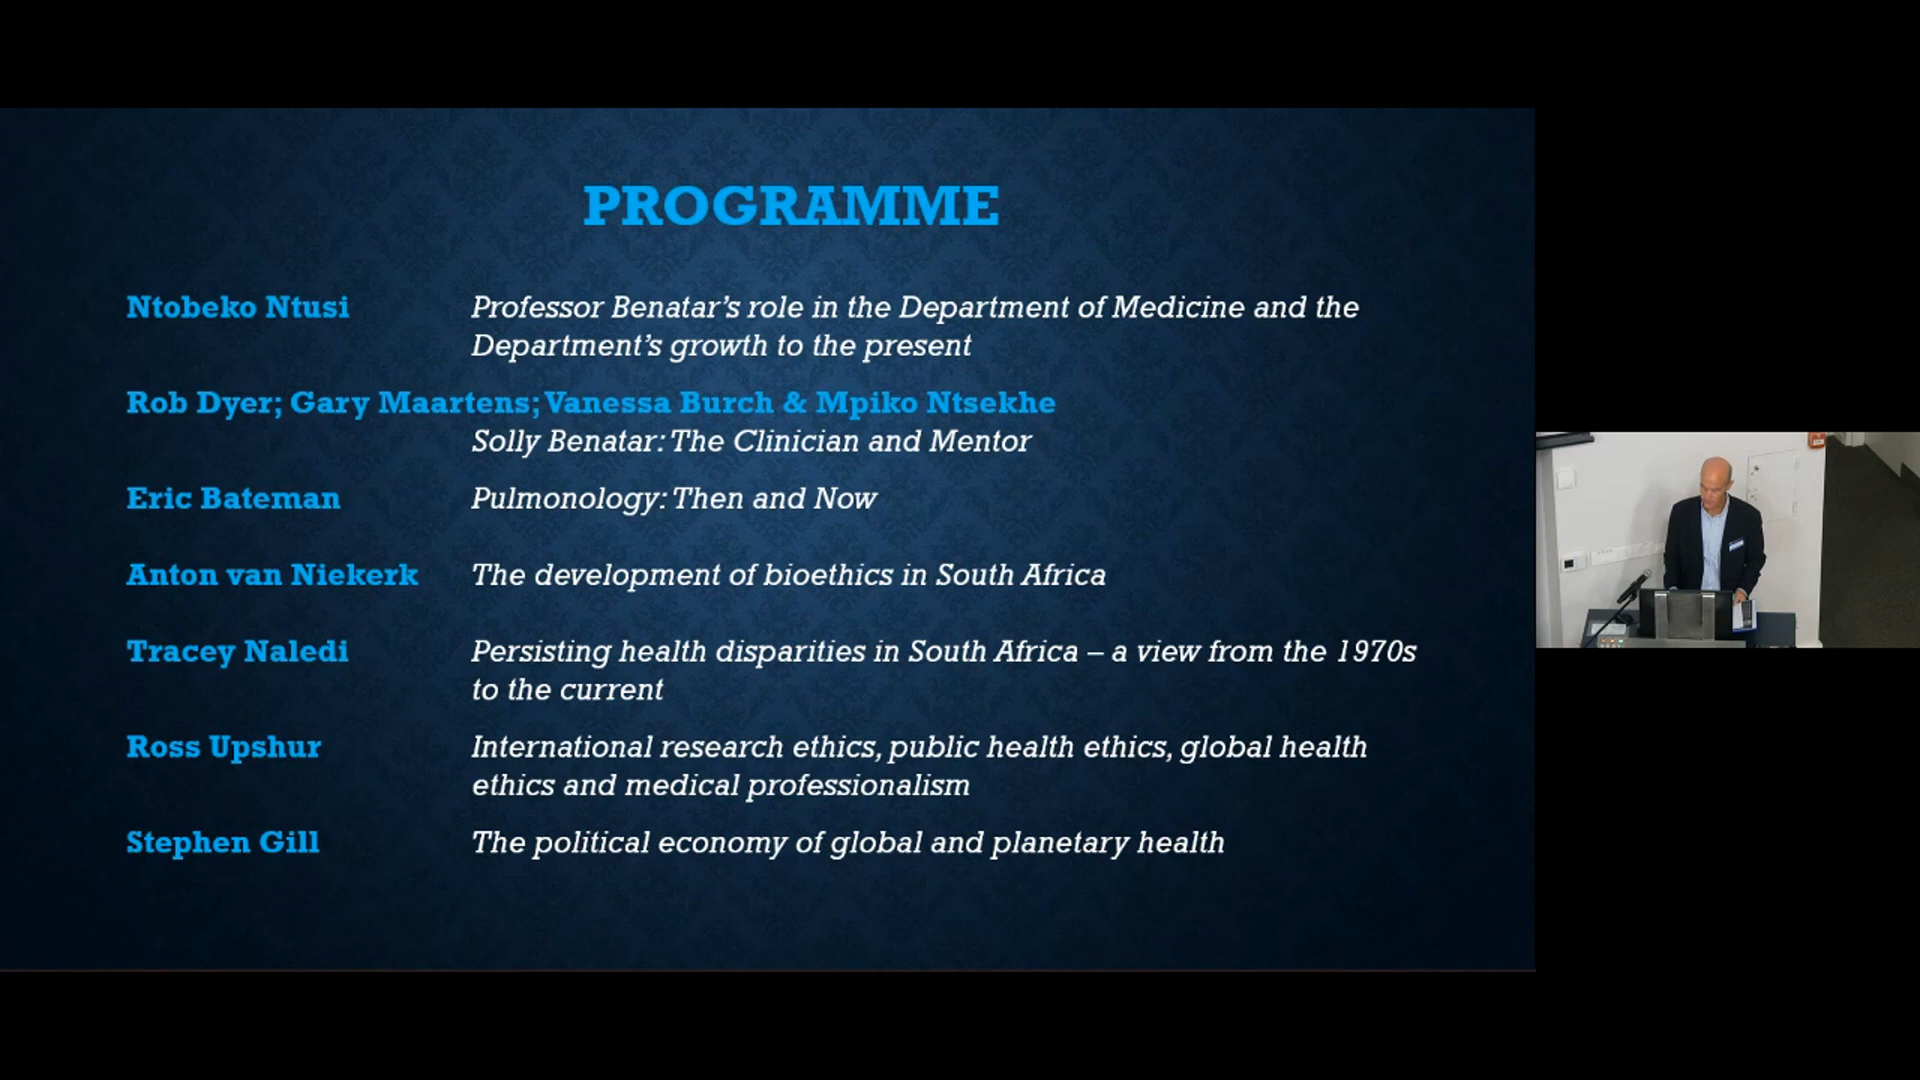 PROGRAMME
Ntobeko Ntusi Professor Benatar's role in the Department of Medicine and the
Department's growth to the present
Rob Dyer; Gary Maartens; Vanessa Burch & Mpiko Ntsekhe
Solly Benatar: The Clinician and Mentor
Eric Bateman Pulmonology: Then and Now
Anton van Niekerk The development of bioethics in South Africa
Tracey Naledi Persisting health disparities in South Africa – a view from the 1970s
to the current
Ross Upshur International research ethics, public health ethics, global health
ethics and medical professionalism
Stephen Gill The political economy of global and planetary health